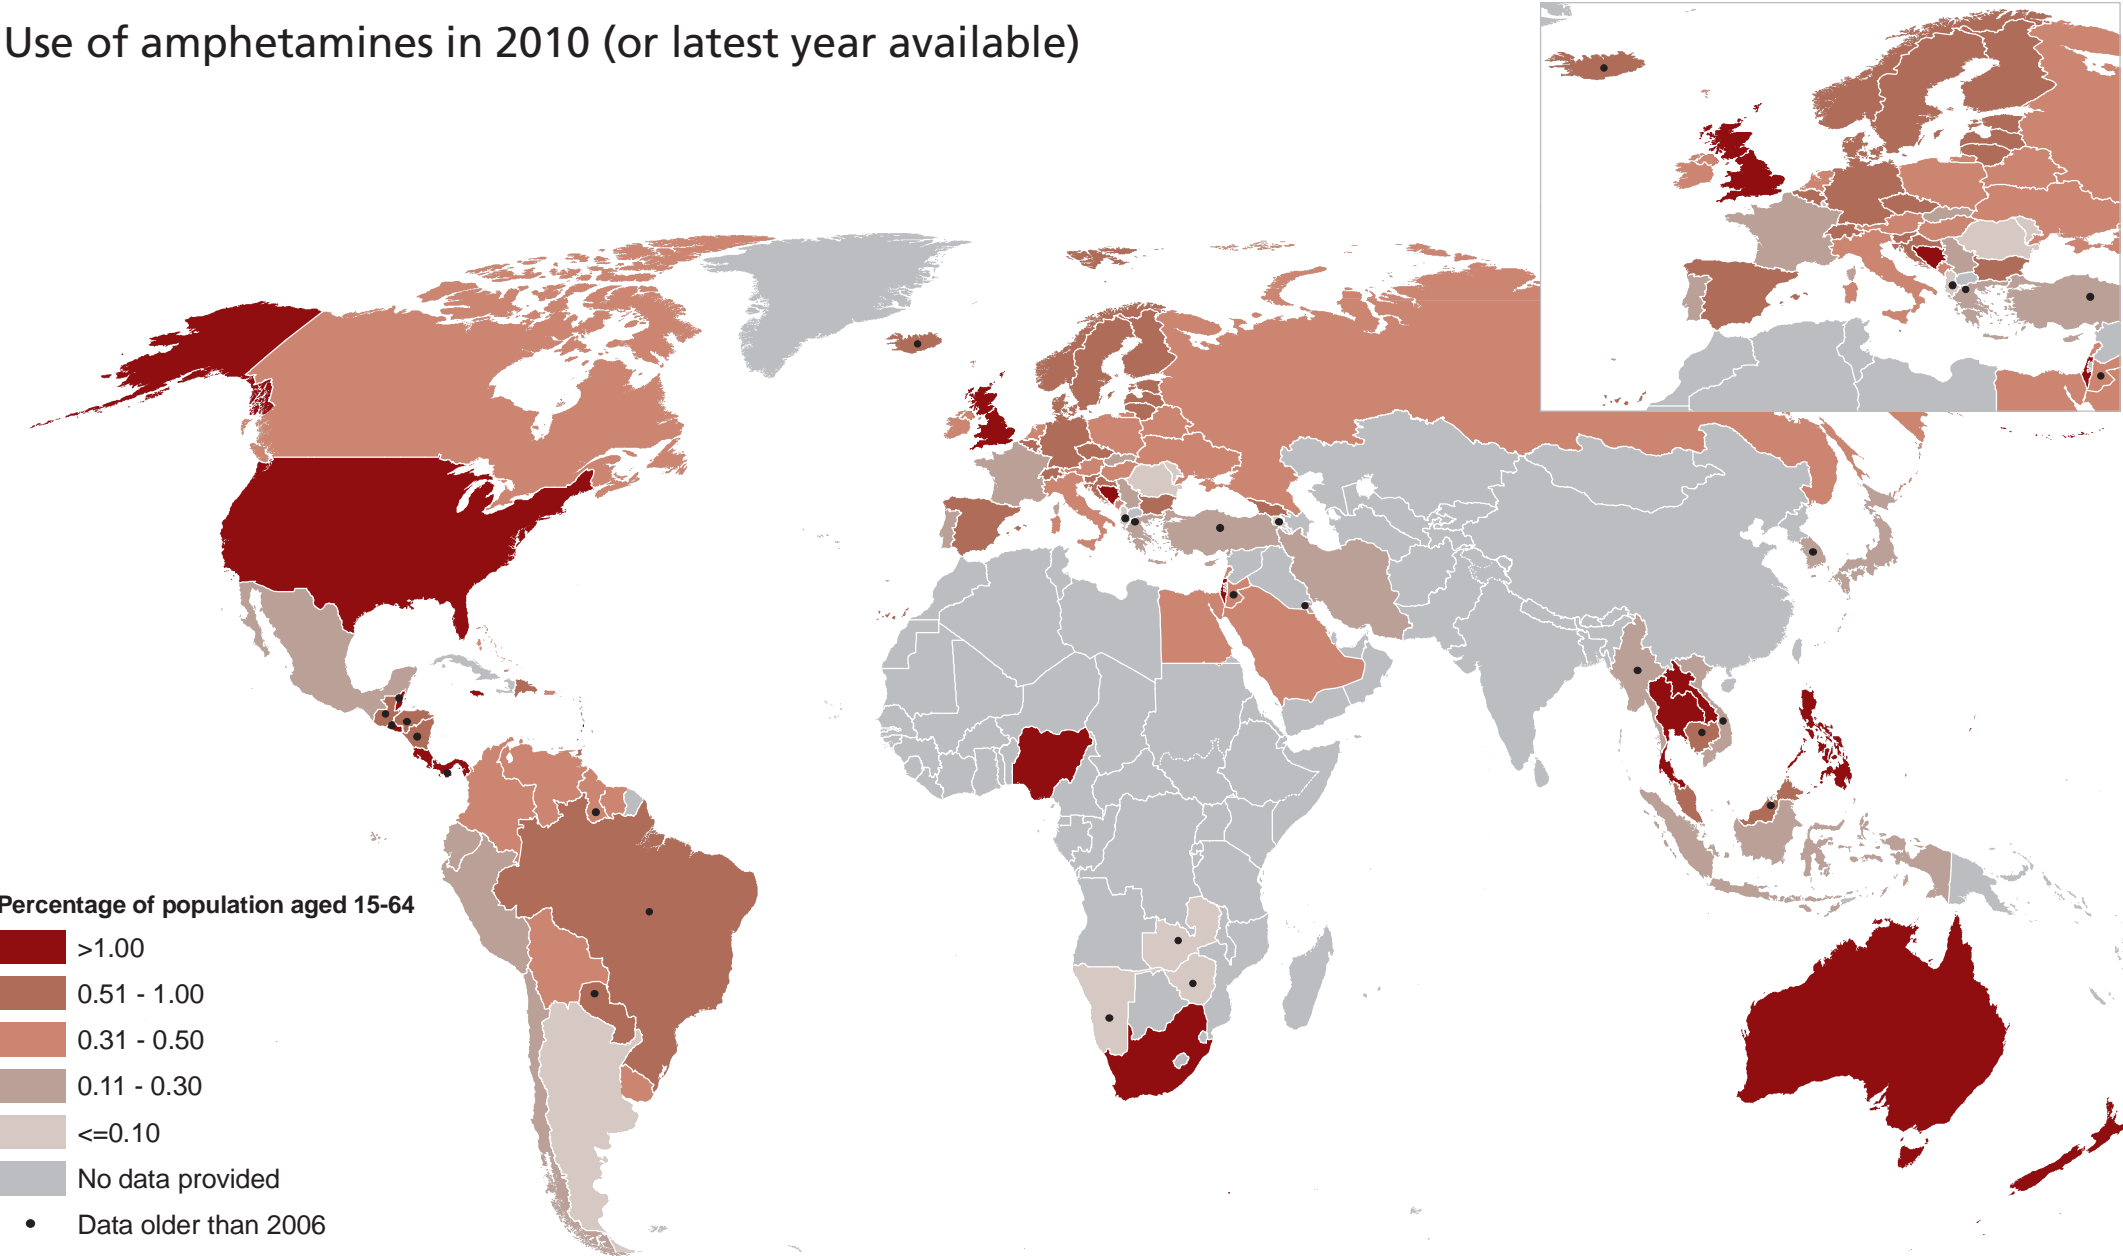 Use of amphetamines in 2010 (or latest year available)
Percentage of population aged 15-64
>1.00
0.51 - 1.00
0.31 - 0.50
0.11 - 0.30
<=0.10
No data provided
Data older than 2006